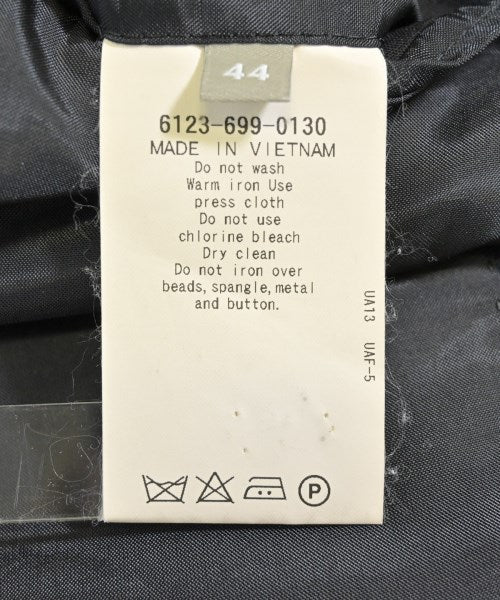 44
6123-699-0130
MADE IN VIETNAM
Do not wash
Warm iron Use
press cloth
Do not use
chlorine bleach
Dry clean
Do not iron over
beads, spangle, metal
and button.
UA13 UAF-5
P